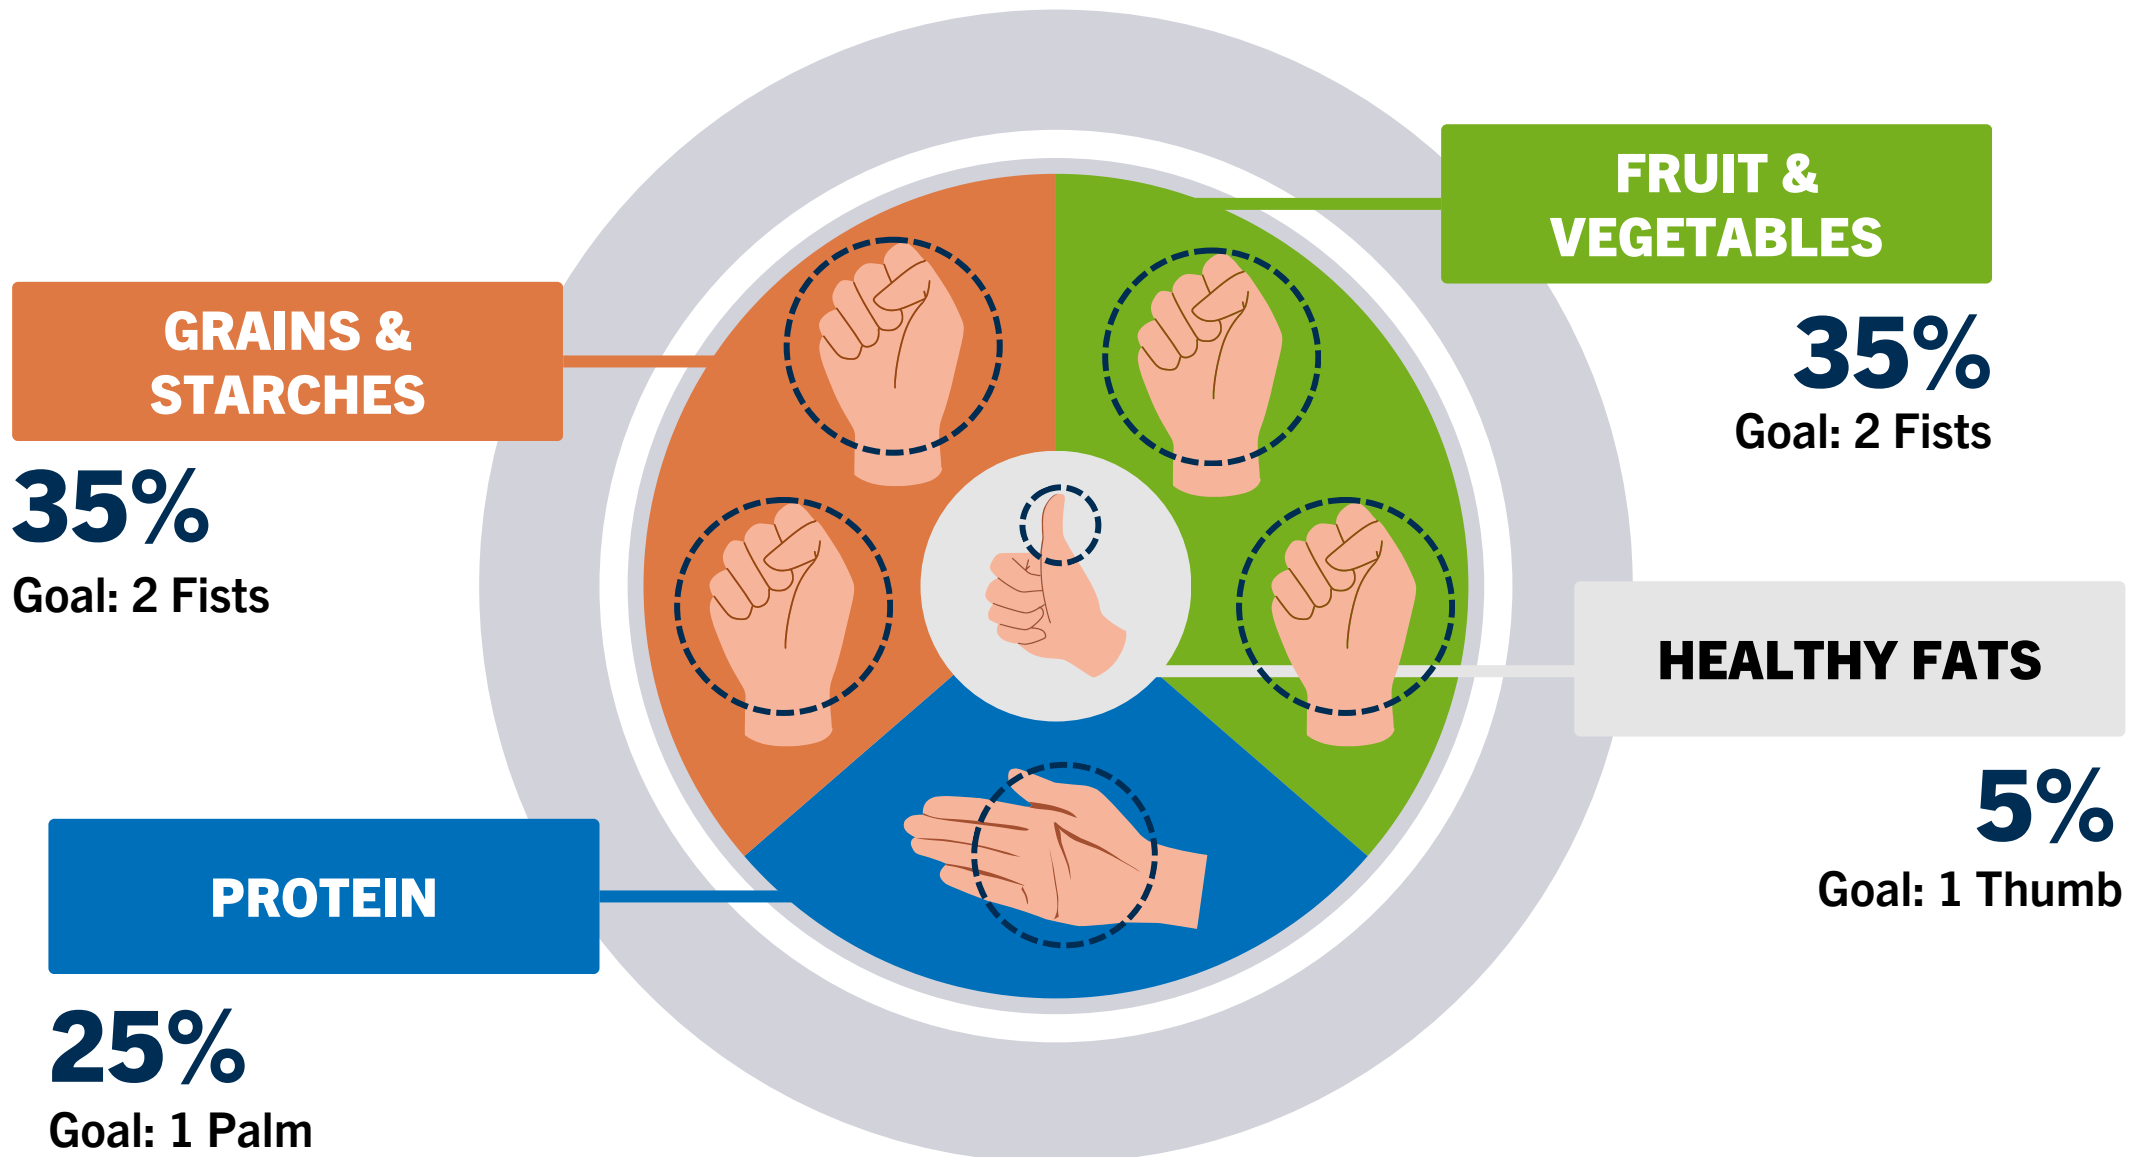 FRUIT &
VEGETABLES
35%
Goal: 2 Fists
GRAINS &
STARCHES
35%
Goal: 2 Fists
HEALTHY FATS
5%
Goal: 1 Thumb
PROTEIN
25%
Goal: 1 Palm